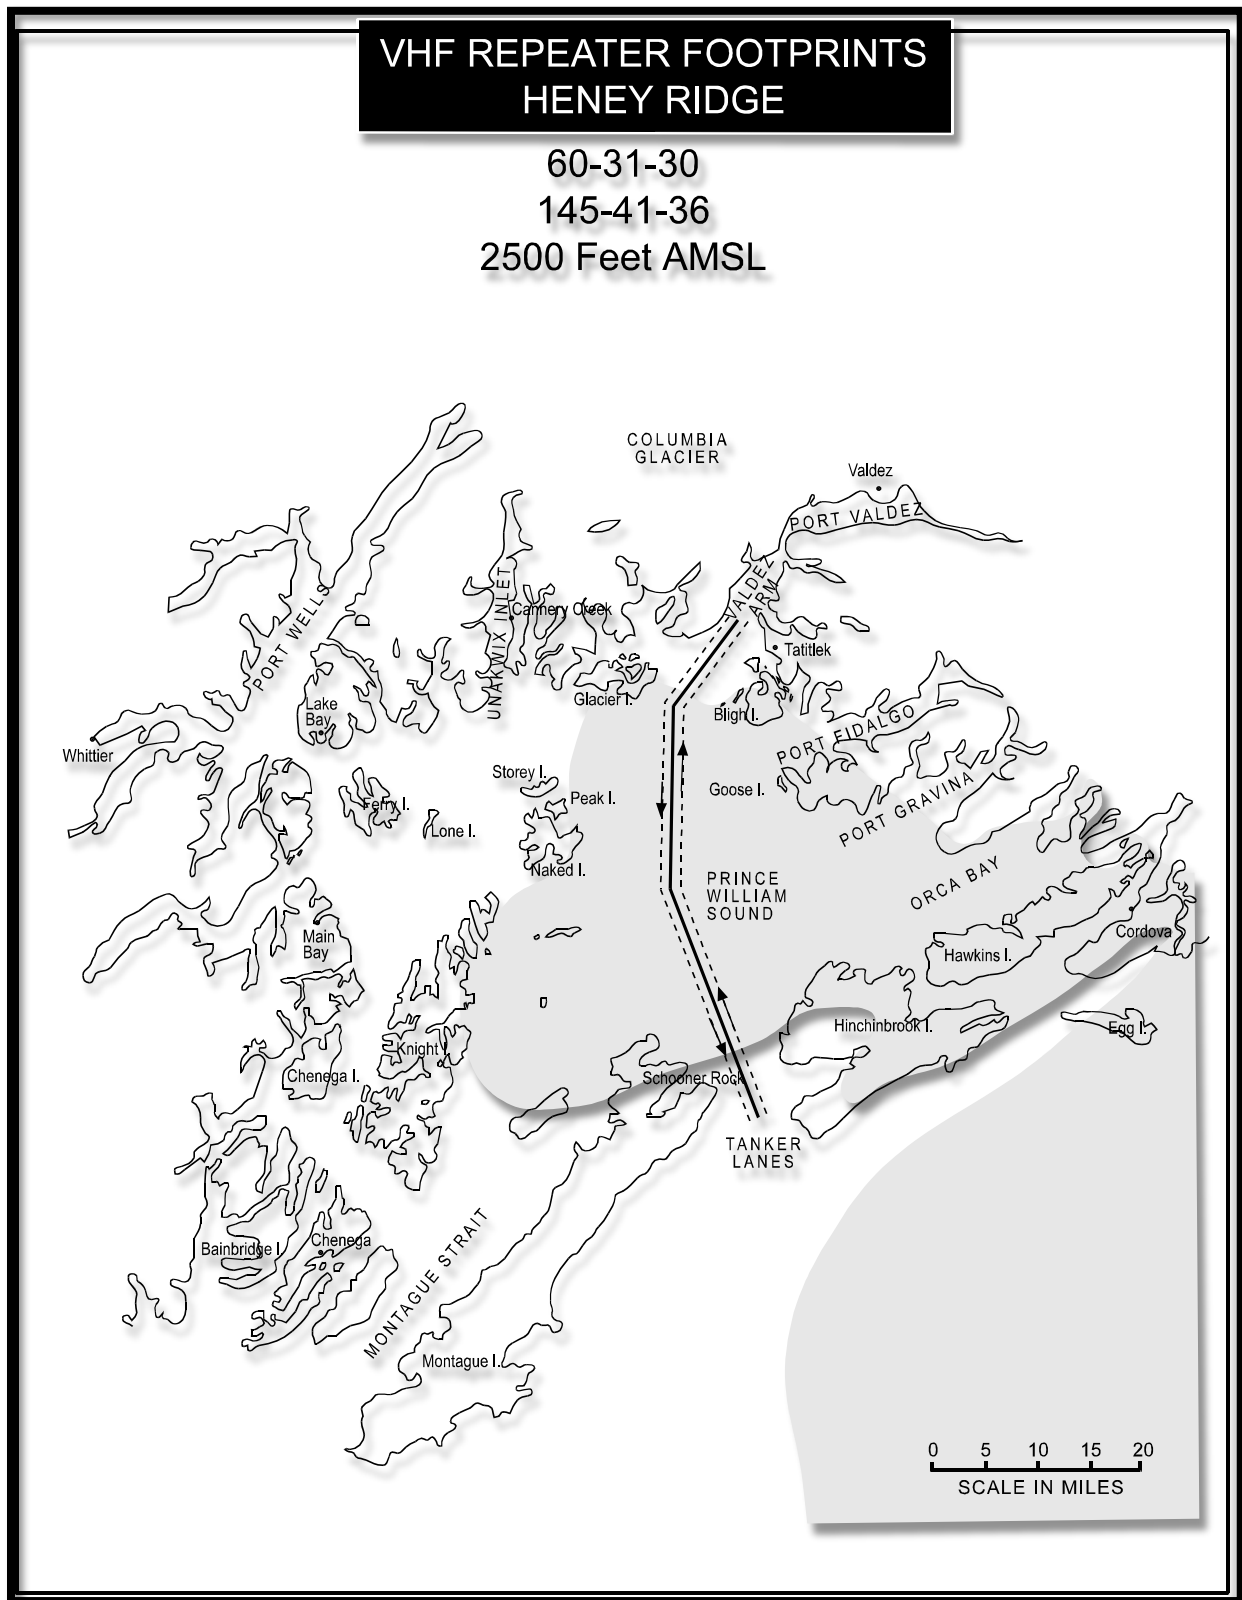 VHF REPEATER FOOTPRINTS
HENEY RIDGE
60-31-30
145-41-36
2500 Feet AMSL
COLUMBIA
GLACIER
Valdez
PORT VALDEZ
VALDEZ
ARM
UNAKWIX INLET
Cannery Creek
PORT WELLS
Tatitlek
Glacier I.
Lake
Bay
Bligh I.
PORT FIDALGO
Whittier
Storey I.
Peak I.
Goose I.
Ferry I.
Lone I.
PORT GRAVINA
Naked I.
PRINCE
WILLIAM
SOUND
ORCA BAY
Main
Bay
Cordova
Hawkins I.
Hinchinbrook I.
Egg I.
Knight I.
Chenega I.
Schooner Rock
TANKER
LANES
Bainbridge I.
Chenega
MONTAGUE STRAIT
Montague I.
0 5 10 15 20
SCALE IN MILES